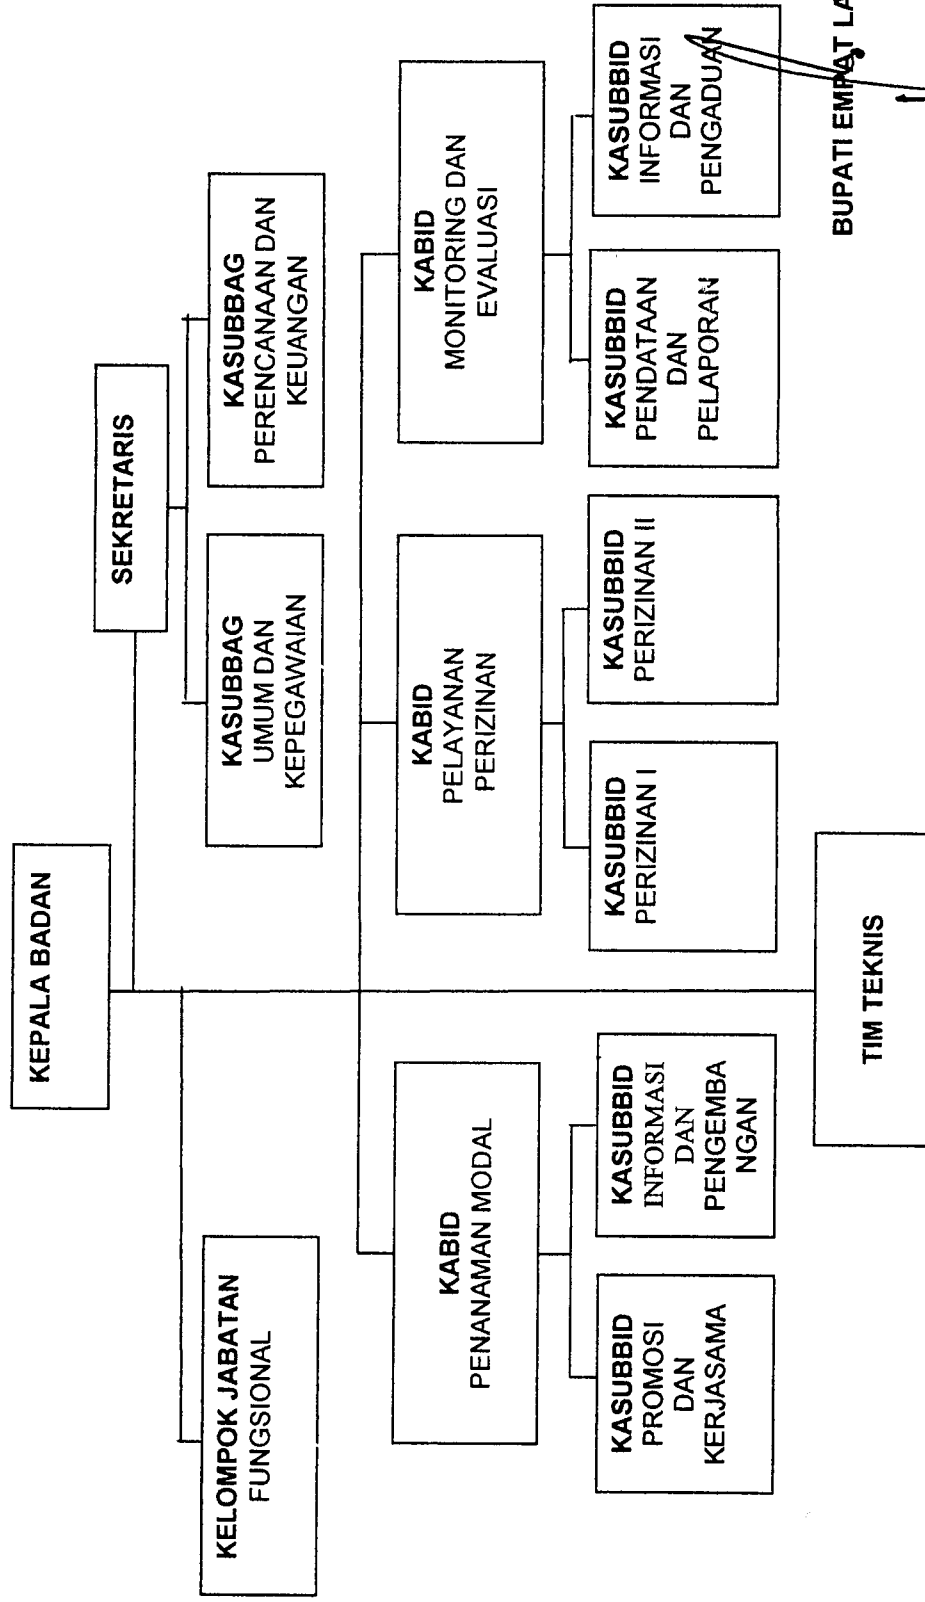 KEPALA BADAN
SEKRETARIS
KELOMPOK JABATAN
FUNGSIONAL
KASUBBAG
UMUM DAN
KEPEGAWAIAN
KASUBBAG
PERENCANAAN DAN
KEUANGAN
KABID
PENANAMAN MODAL
KABID
PELAYANAN
PERIZINAN
KABID
MONITORING DAN
EVALUASI
KASUBBID
PROMOSI
DAN
KERJASAMA
KASUBBID
INFORMASI
DAN
PENGEMBA
NGAN
KASUBBID
PERIZINAN I
KASUBBID
PERIZINAN II
KASUBBID
PENDATAAN
DAN
PELAPORAN
KASUBBID
INFORMASI
DAN
PENGADUAN
TIM TEKNIS
BUPATI EMPAT LA